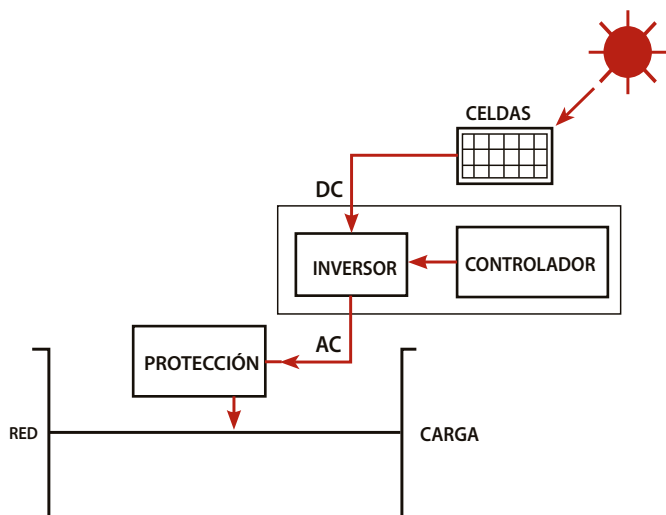 CELDAS
DC
INVERSOR
CONTROLADOR
AC
PROTECCIÓN
RED
CARGA